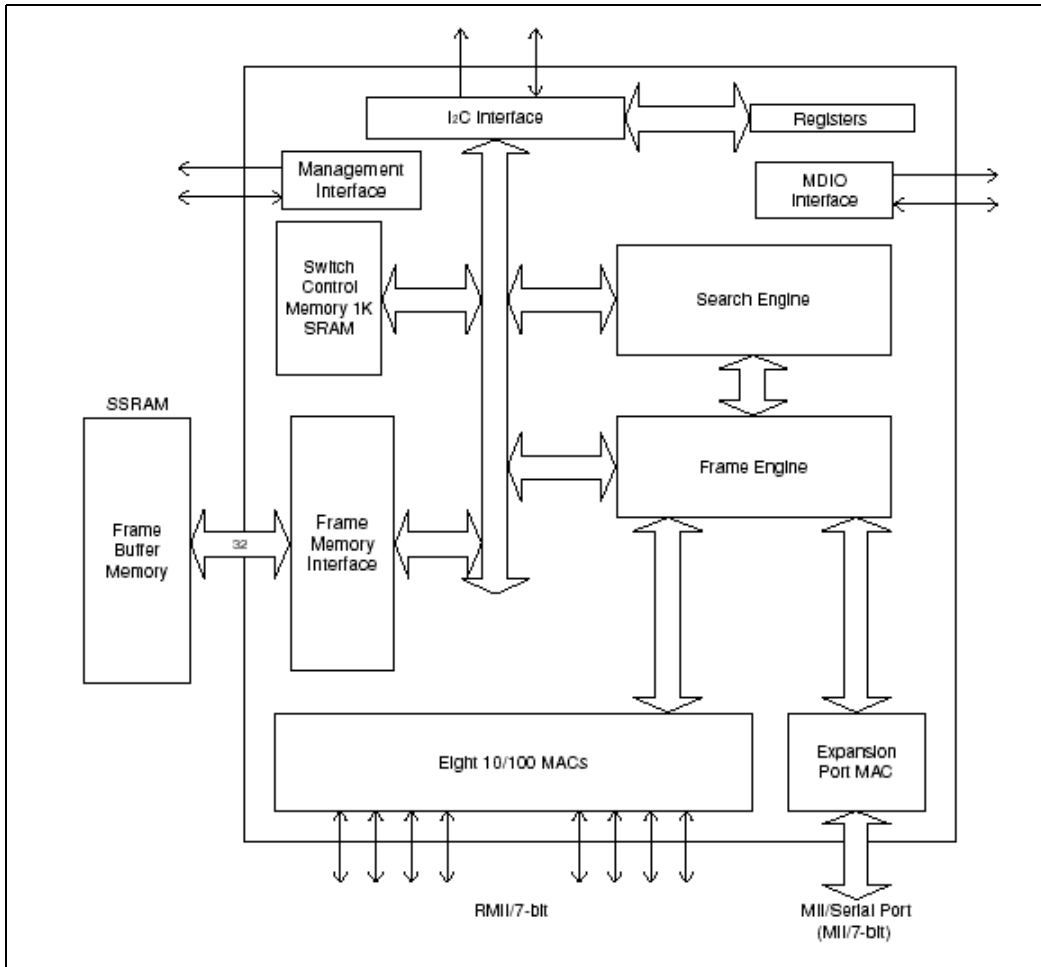 I2C Interface
Registers
Management
Interface
MDIO
Interface
Switch
Control
Memory 1K
SRAM
Search Engine
SSRAM
Frame
Buffer
Memory
32
Frame
Memory
Interface
Frame Engine
Eight 10/100 MACs
Expansion
Port MAC
RMII/7-bit
MII/Serial Port
(MII/7-bit)